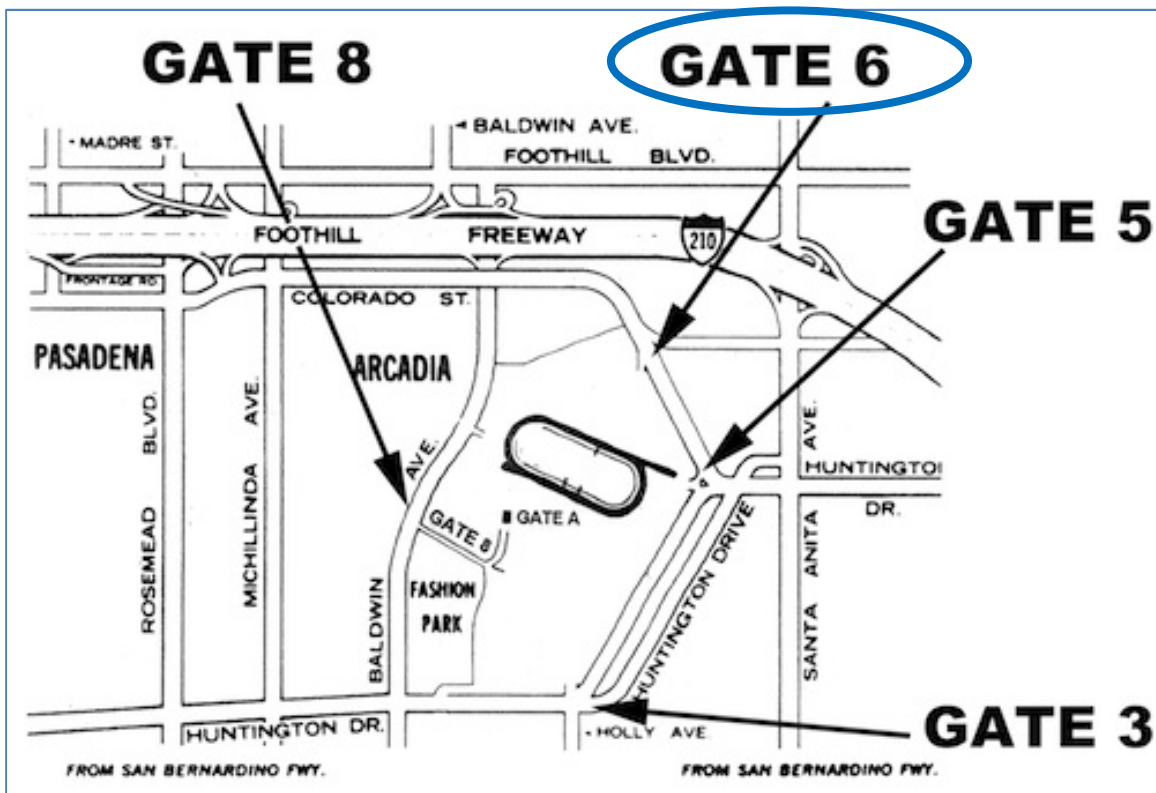 GATE 8
GATE 6
BALDWIN AVE.
MADRE ST.
FOOTHILL BLVD.
GATE 5
FOOTHILL FREEWAY
210
FRONTAGE RD.
COLORADO ST.
PASADENA
ARCADIA
ROSEMEAD BLVD.
MICHILLINDA AVE.
BALDWIN AVE.
GATE A
GATE 8
FASHION
PARK
HUNTINGTON DRIVE
HUNTINGTO
DR.
SANTA ANITA AVE.
HUNTINGTON DR.
HOLLY AVE.
GATE 3
FROM SAN BERNARDINO FWY.
FROM SAN BERNARDINO FWY.